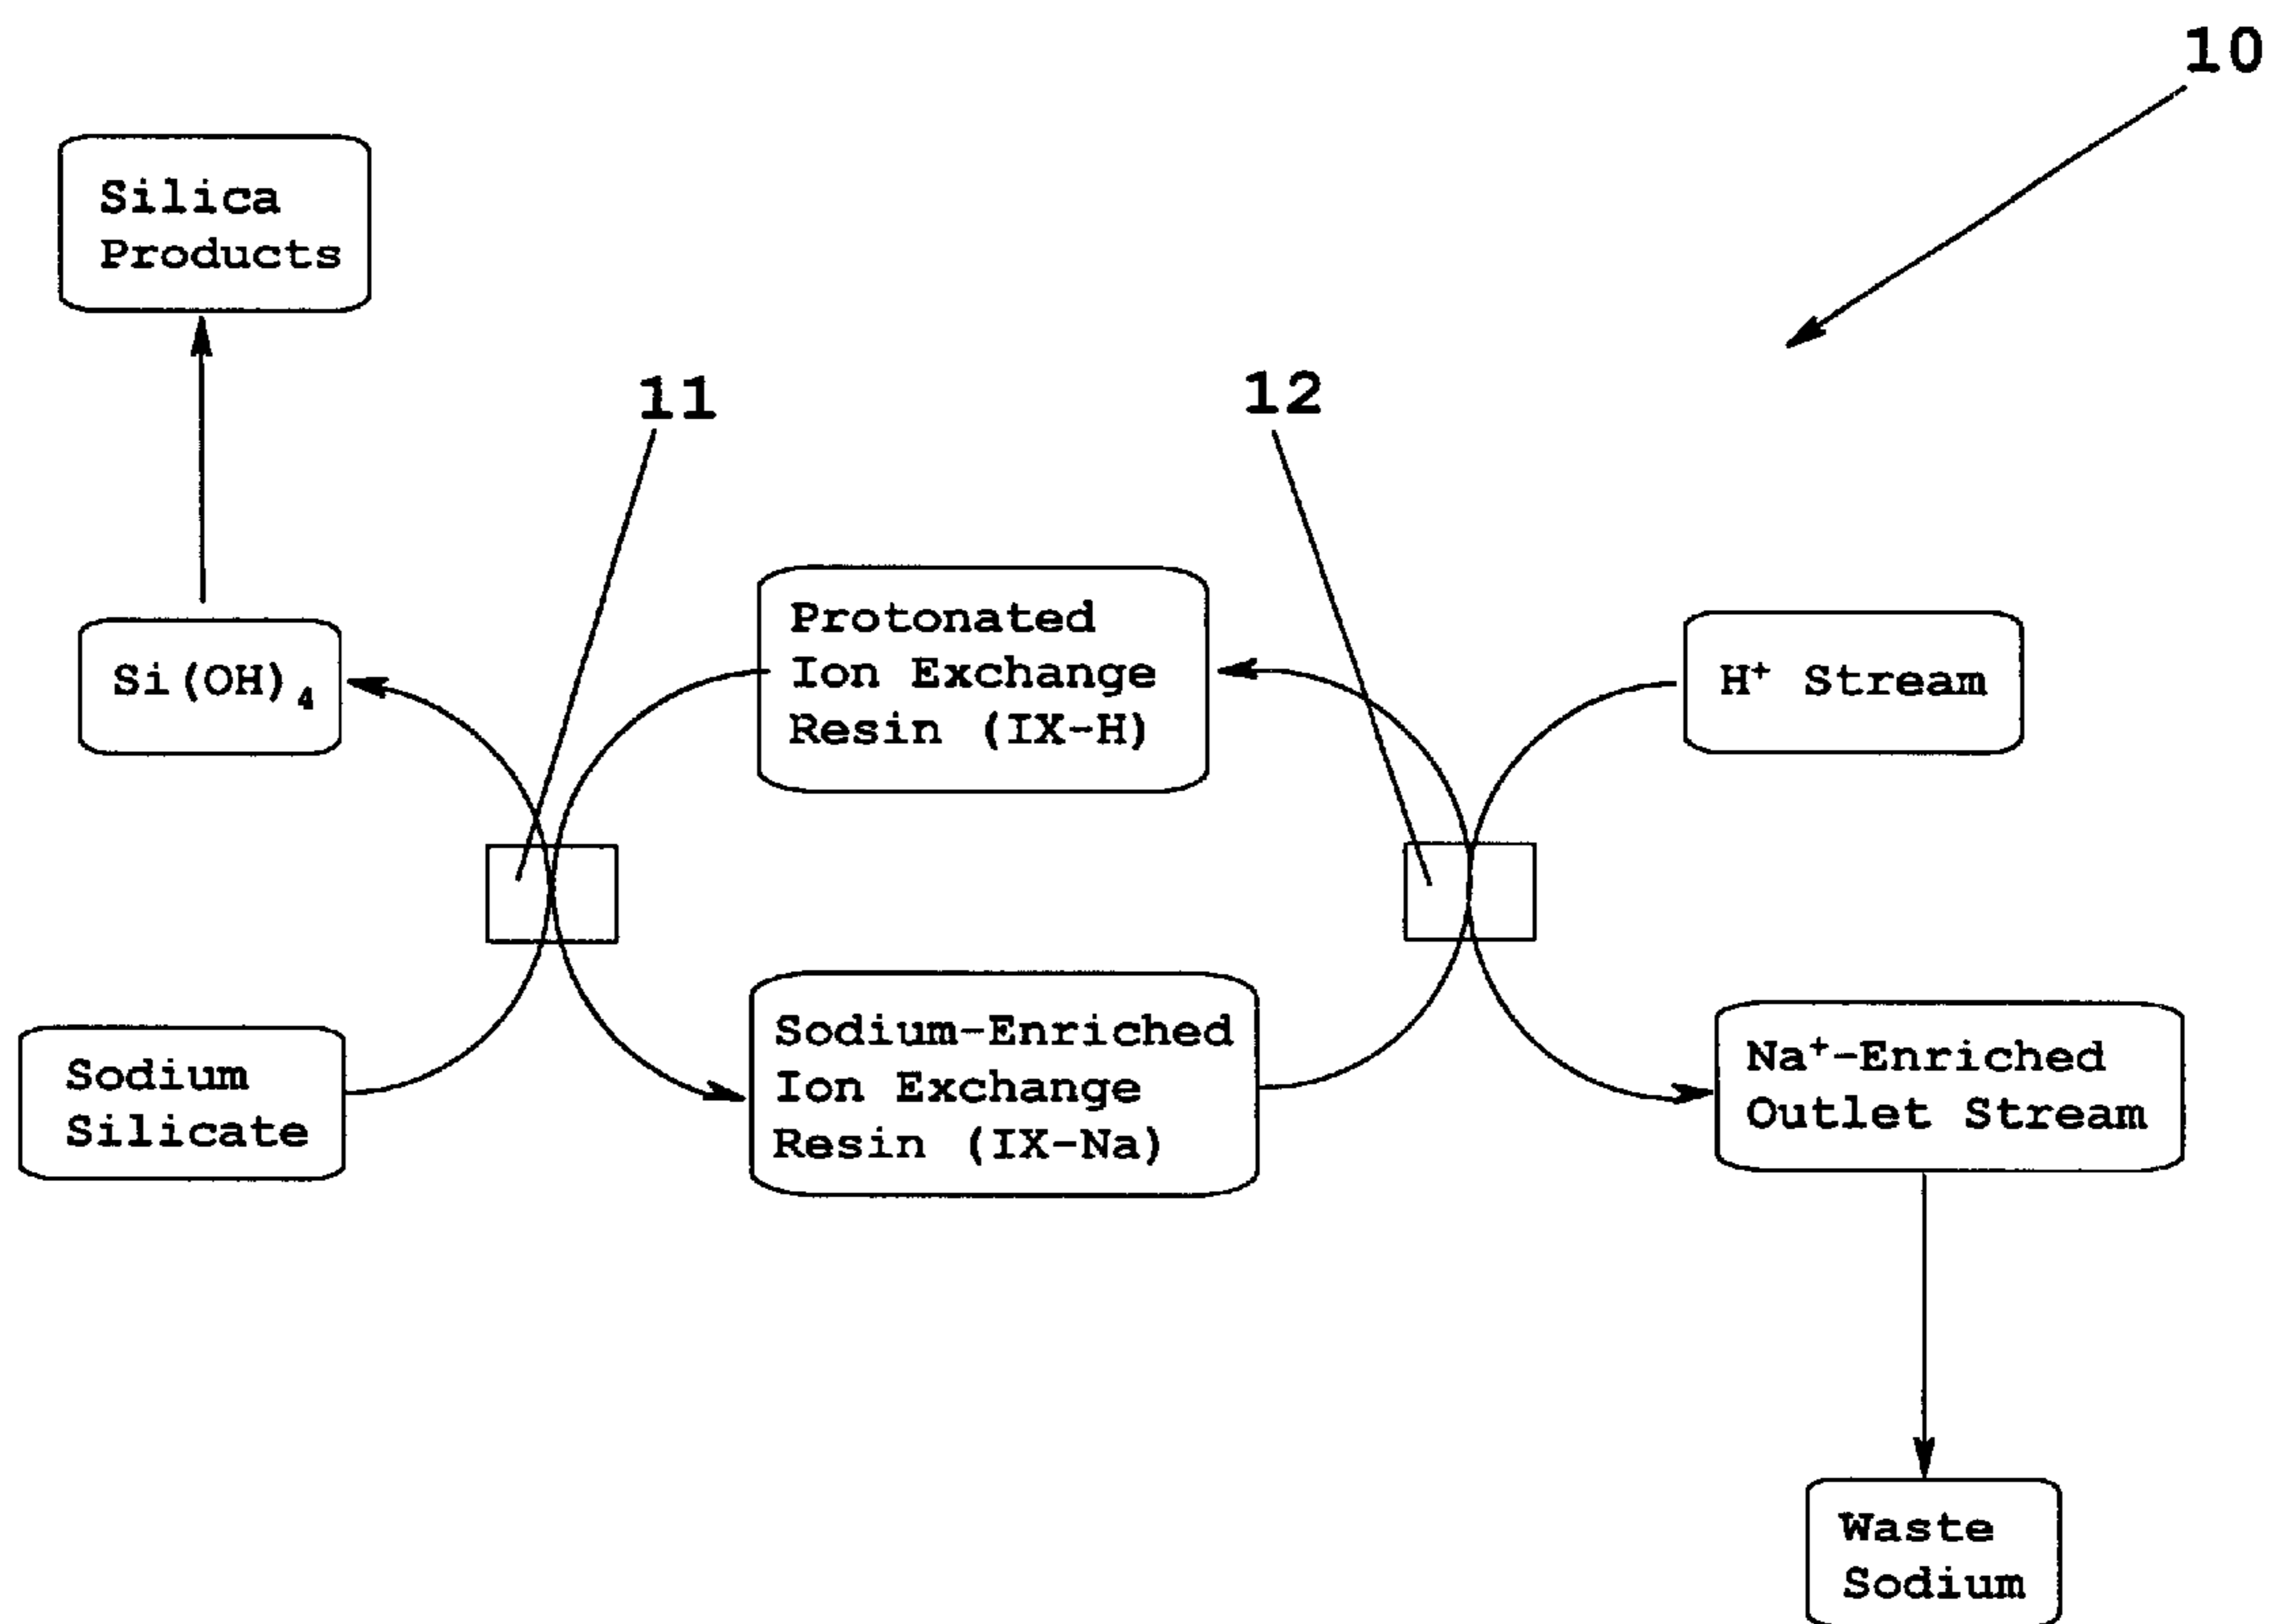 10
Silica
Products
11
12
Protonated
Ion Exchange
Resin (IX-H)
Si(OH)₄
H⁺ Stream
Sodium-Enriched
Ion Exchange
Resin (IX-Na)
Sodium
Silicate
Na⁺-Enriched
Outlet Stream
Waste
Sodium